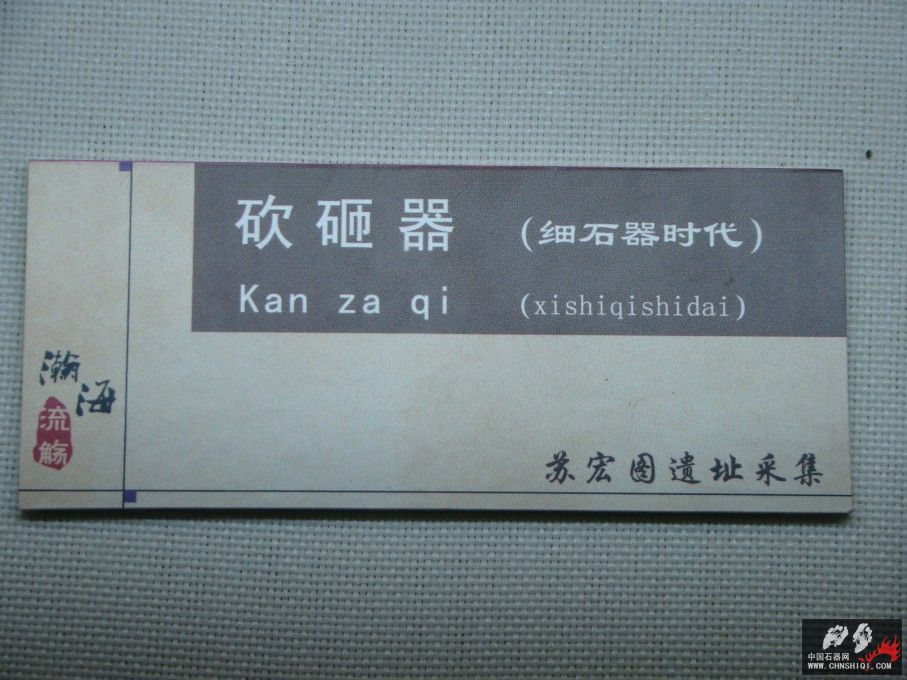 砍砸器 (细石器时代)
Kan za qi (xishiqishidai)
瀚海
流觞
苏宏图遗址采集
中国石器网
WWW.CHNSHIQI.COM